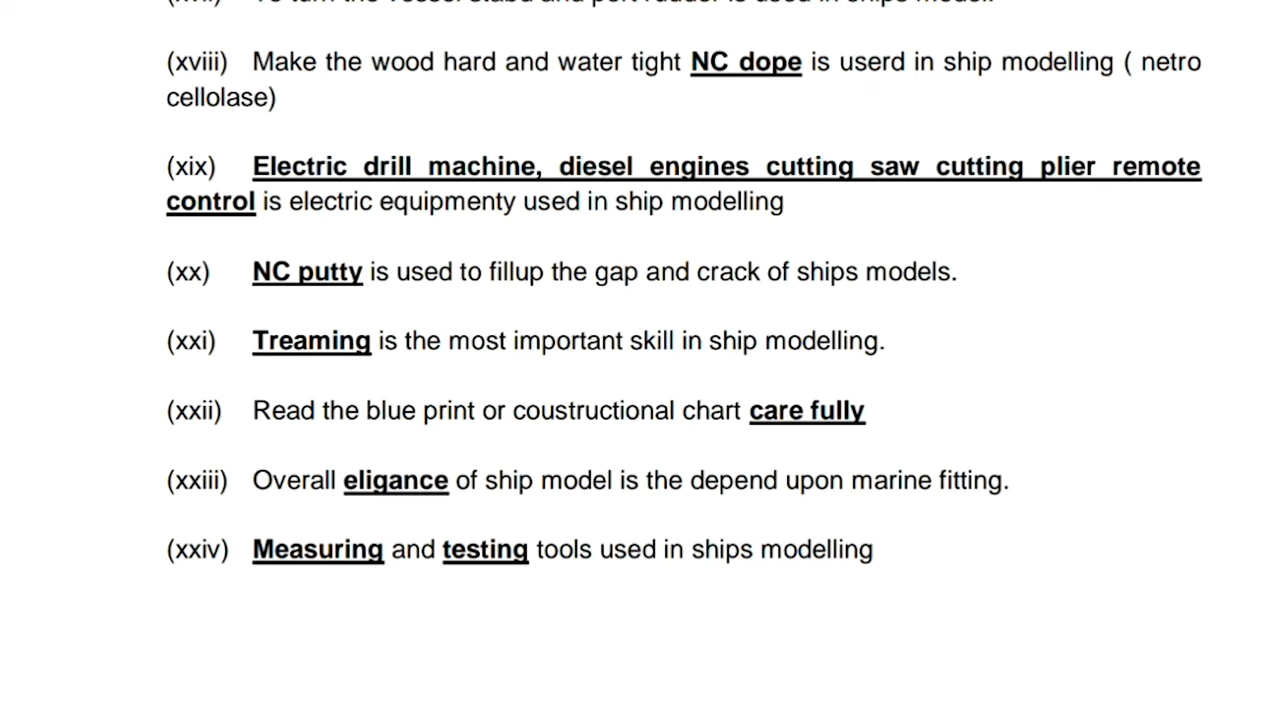 (xviii) Make the wood hard and water tight NC dope is userd in ship modelling ( netro
cellolase)
(xix) Electric drill machine, diesel engines cutting saw cutting plier remote
control is electric equipmenty used in ship modelling
(xx) NC putty is used to fillup the gap and crack of ships models.
(xxi) Treaming is the most important skill in ship modelling.
(xxii) Read the blue print or coustructional chart care fully
(xxiii) Overall eligance of ship model is the depend upon marine fitting.
(xxiv) Measuring and testing tools used in ships modelling